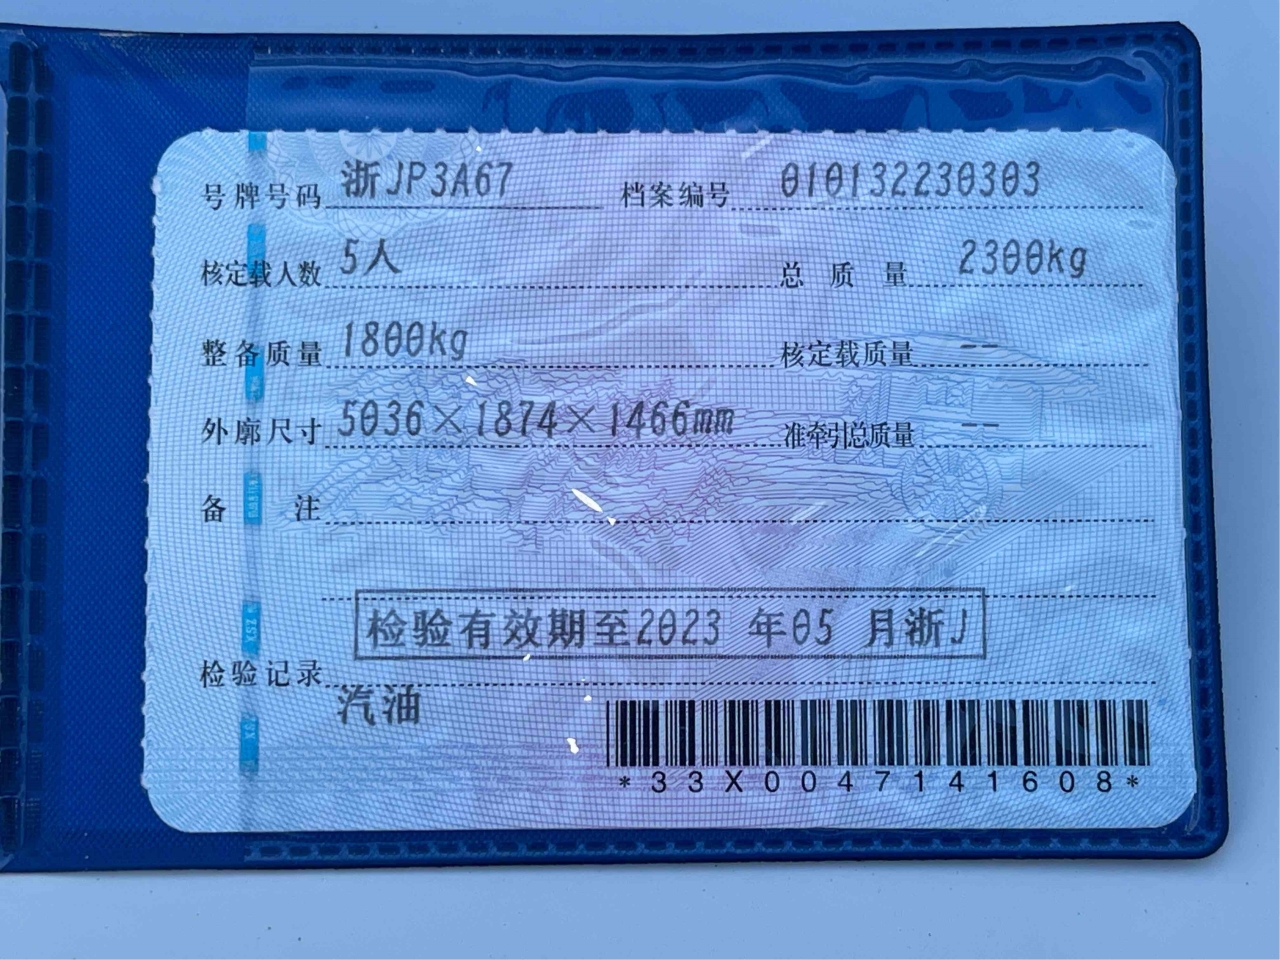 号牌号码 浙JP3A67 档案编号 010132230303
核定载人数 5人 总质量 2300kg
整备质量 1800kg 核定载质量 --
外廓尺寸 5036×1874×1466mm 准牵引总质量 --
备注
检验有效期至2023 年05 月浙J
检验记录
汽油
*33X0047141608*